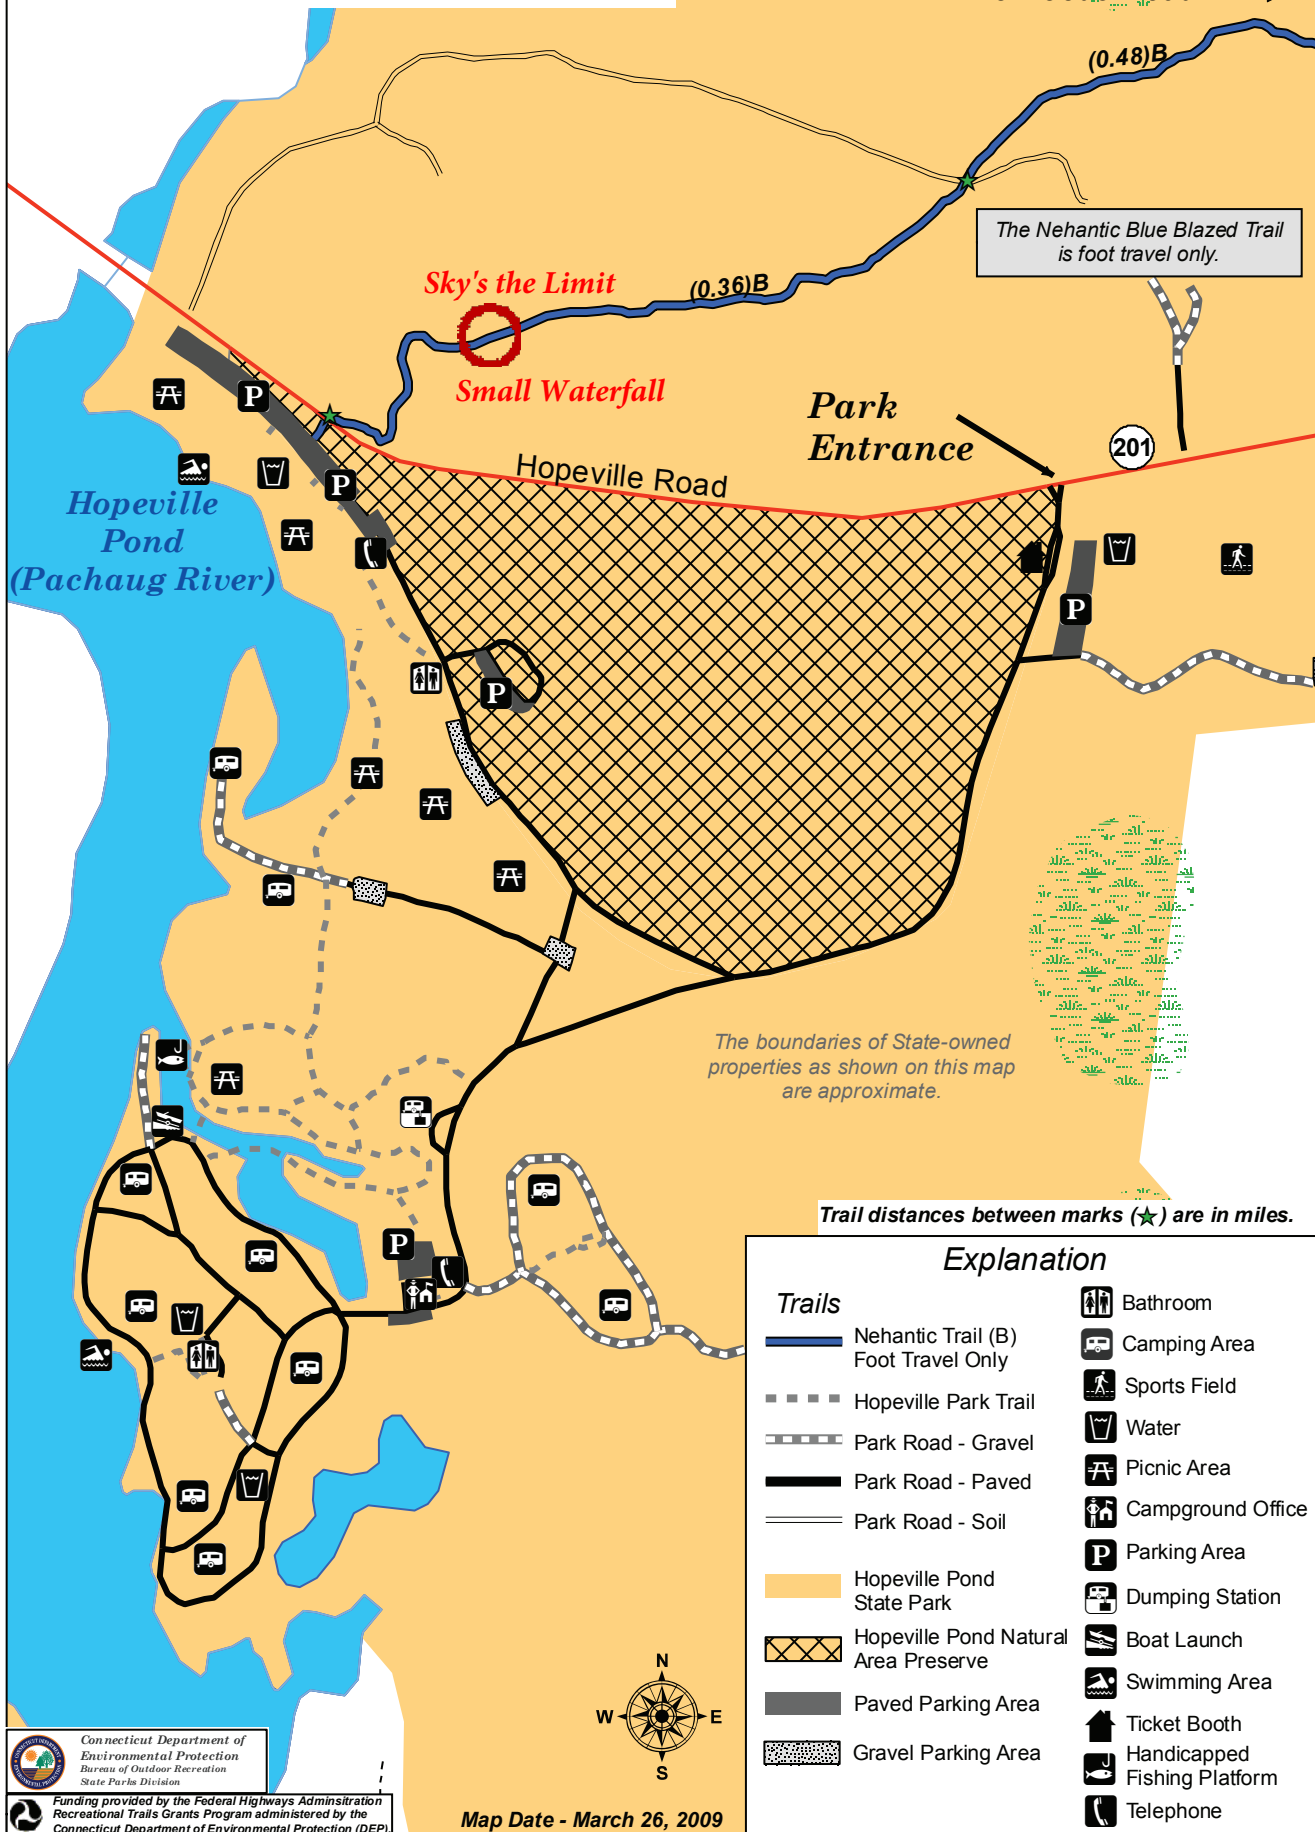 (0.48)B
The Nehantic Blue Blazed Trail
is foot travel only.
Sky's the Limit
(0.36)B
Small Waterfall
Park
Entrance
201
P
Hopeville Road
P
Hopeville
Pond
(Pachaug River)
P
P
The boundaries of State-owned
properties as shown on this map
are approximate.
Trail distances between marks ( ) are in miles.
P
Explanation
Trails
Nehantic Trail (B)
Foot Travel Only
Hopeville Park Trail
Park Road - Gravel
Park Road - Paved
Park Road - Soil
Hopeville Pond
State Park
Hopeville Pond Natural
Area Preserve
Paved Parking Area
Gravel Parking Area
Bathroom
Camping Area
Sports Field
Water
Picnic Area
Campground Office
P Parking Area
Dumping Station
Boat Launch
Swimming Area
Ticket Booth
Handicapped
Fishing Platform
Telephone
N
W E
S
Connecticut Department of
Environmental Protection
Bureau of Outdoor Recreation
State Parks Division
Funding provided by the Federal Highways Adminsitration
Recreational Trails Grants Program administered by the
Connecticut Department of Environmental Protection (DEP).
Map Date - March 26, 2009